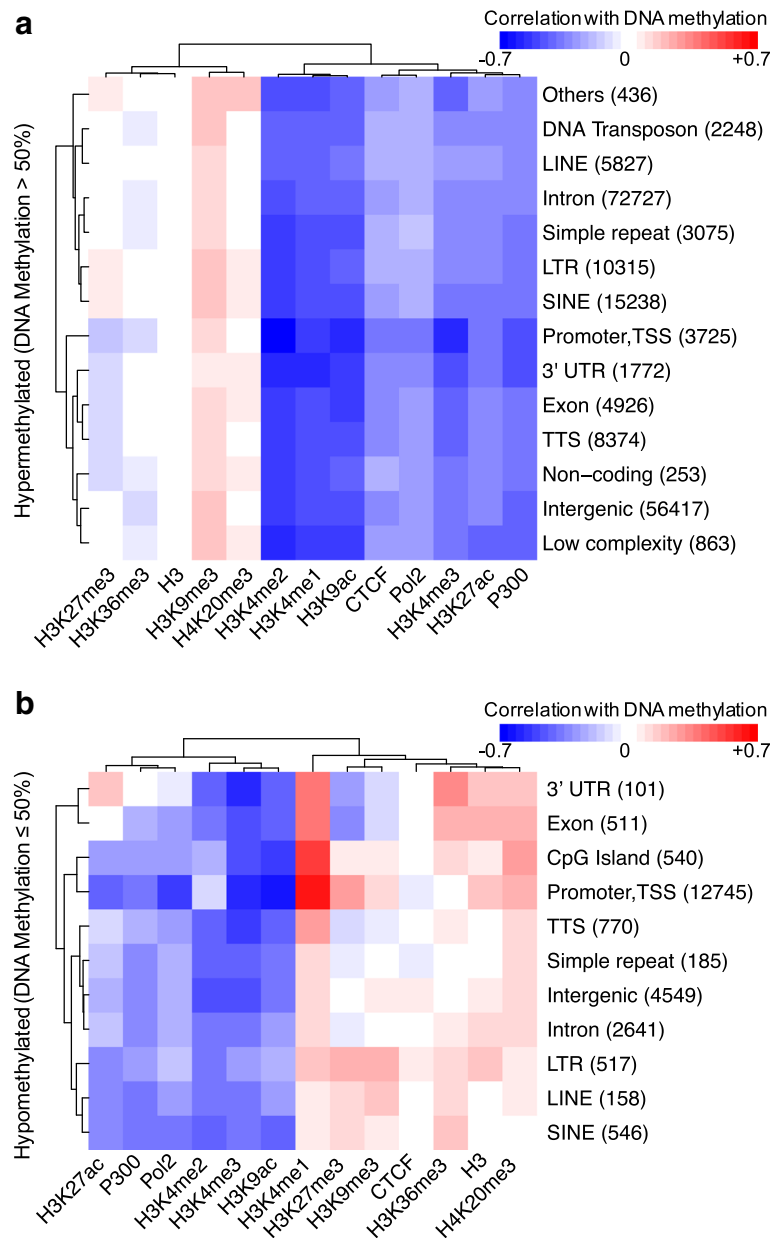 a
Correlation with DNA methylation
-0.7 0 +0.7
Hypermethylated (DNA Methylation > 50%)
Others (436)
DNA Transposon (2248)
LINE (5827)
Intron (72727)
Simple repeat (3075)
LTR (10315)
SINE (15238)
Promoter,TSS (3725)
3' UTR (1772)
Exon (4926)
TTS (8374)
Non−coding (253)
Intergenic (56417)
Low complexity (863)
H3K27me3
H3K36me3
H3
H3K9me3
H4K20me3
H3K4me2
H3K4me1
H3K9ac
CTCF
Pol2
H3K4me3
H3K27ac
P300
b
Correlation with DNA methylation
-0.7 0 +0.7
Hypomethylated (DNA Methylation ≤ 50%)
3’ UTR (101)
Exon (511)
CpG Island (540)
Promoter,TSS (12745)
TTS (770)
Simple repeat (185)
Intergenic (4549)
Intron (2641)
LTR (517)
LINE (158)
SINE (546)
H3K27ac
P300
Pol2
H3K4me2
H3K4me3
H3K9ac
H3K4me1
H3K27me3
H3K9me3
CTCF
H3K36me3
H3
H4K20me3